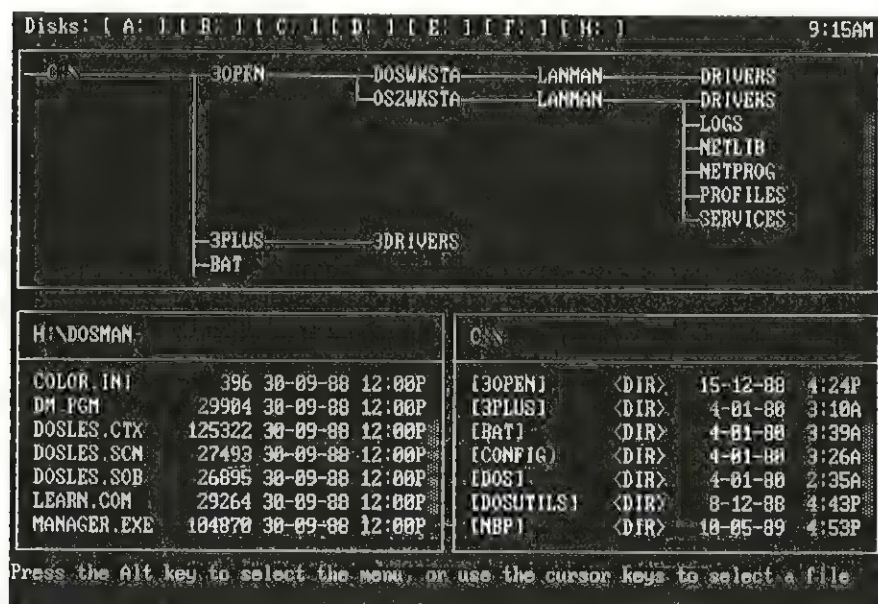 Disks: [ A: ] [ B: ] [ C: ] [ D: ] [ E: ] [ F: ] [ H: ] 9:15AM
C:\ 3OPEN DOSWKSTA LANMAN DRIVERS
OS2WKSTA LANMAN DRIVERS
LOGS
NETLIB
NETPROG
PROFILES
SERVICES
3PLUS 3DRIVERS
BAT
H:\DOSMAN
COLOR.INI 396 30-09-88 12:00P
DM.PGM 29904 30-09-88 12:00P
DOSLES.CTX 125322 30-09-88 12:00P
DOSLES.SCN 27493 30-09-88 12:00P
DOSLES.SOB 26895 30-09-88 12:00P
LEARN.COM 29264 30-09-88 12:00P
MANAGER.EXE 104870 30-09-88 12:00P
C:\
[3OPEN] <DIR> 15-12-88 4:24P
[3PLUS] <DIR> 4-01-80 3:10A
[BAT] <DIR> 4-01-80 3:39A
[CONFIG] <DIR> 4-01-80 3:26A
[DOS] <DIR> 4-01-80 2:35A
[DOSUTILS] <DIR> 8-12-88 4:43P
[NBP] <DIR> 10-05-89 4:53P
Press the Alt key to select the menu, or use the cursor keys to select a file